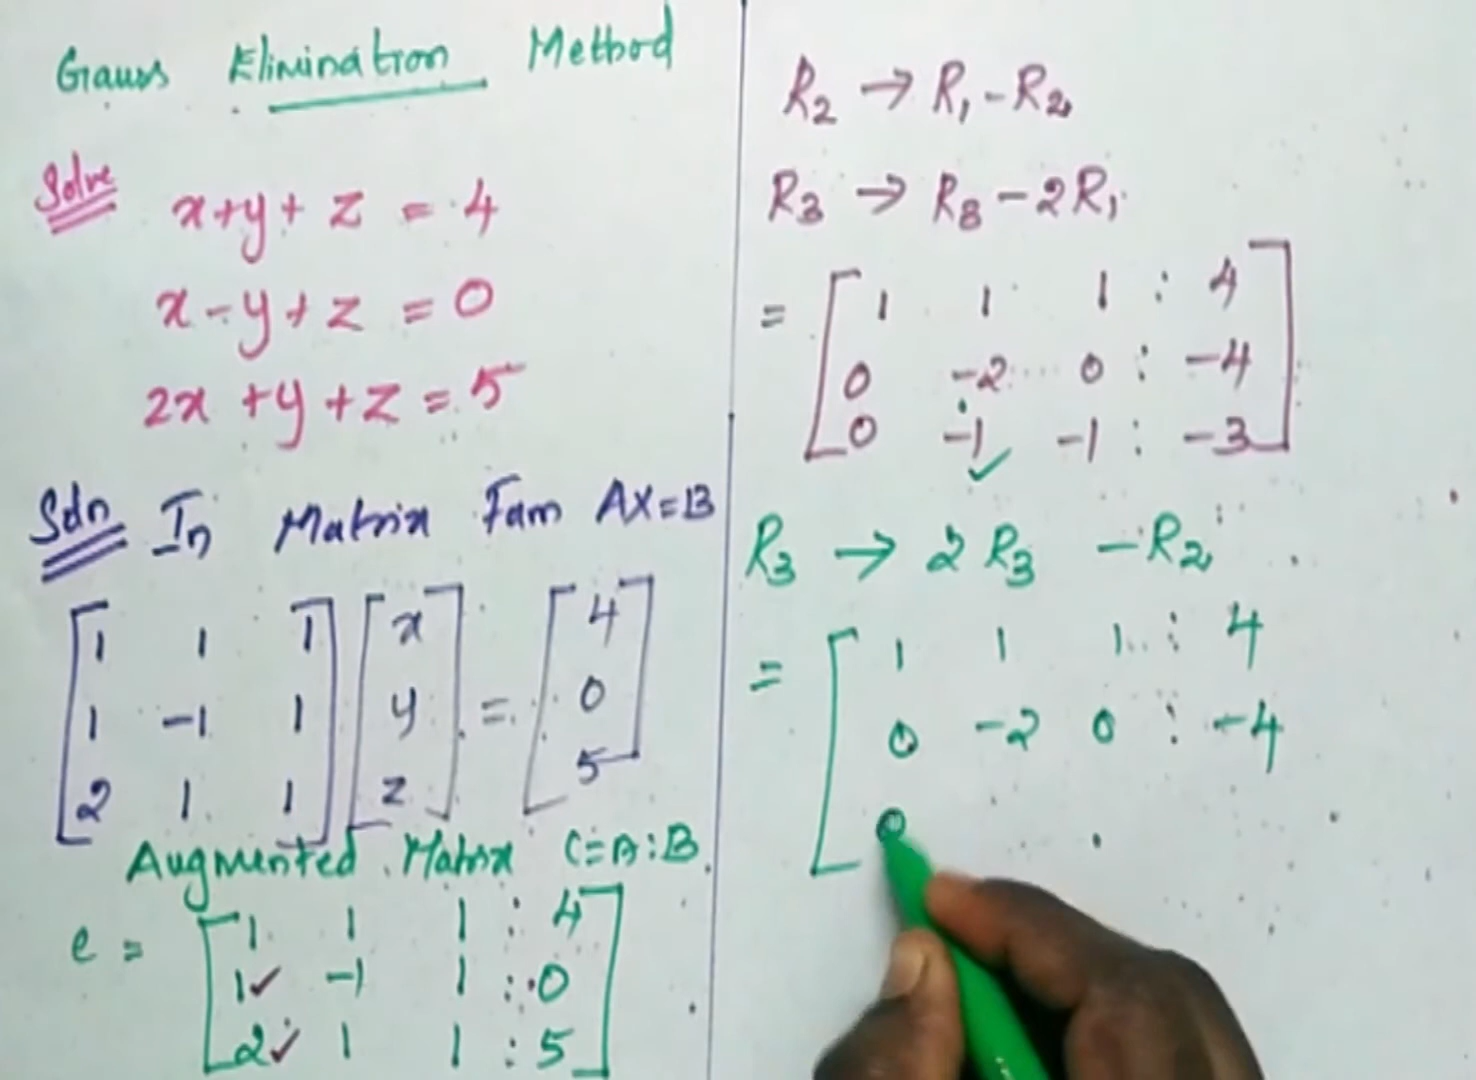 Gauss Elimination Method
Solve x+y+z = 4
x-y+z = 0
2x+y+z = 5
Soln In Matrix Form AX=B
[1 1 1] [x] = [4]
[1 -1 1] [y] = [0]
[2 1 1] [z] = [5]
Augmented Matrix C=A:B
C = [1 1 1 : 4]
[1✓ -1 1 : 0]
[2✓ 1 1 : 5]
R₂ → R₁-R₂
R₃ → R₃-2R₁
= [1 1 1 : 4]
[0 -2 0 : -4]
[0 -1✓ -1 : -3]
R₃ → 2R₃ -R₂
= [1 1 1 : 4
0 -2 0 : -4
0